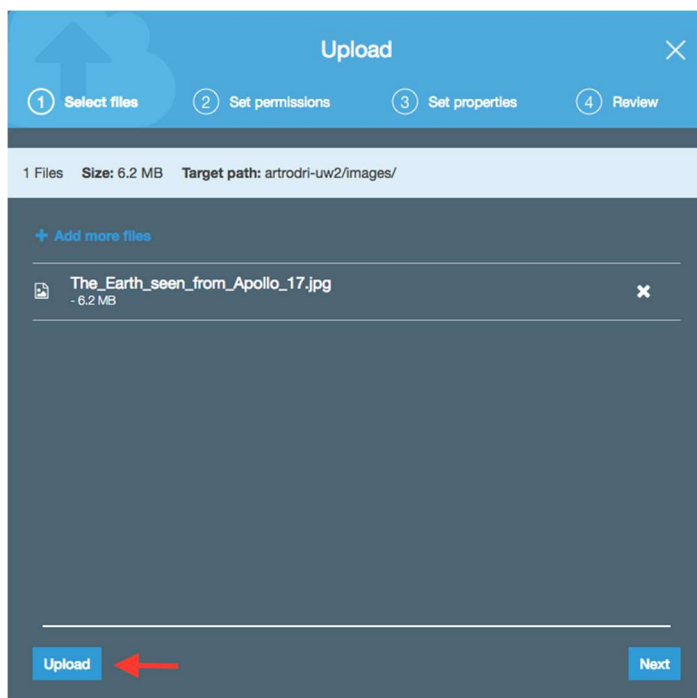 Upload
1 Select files 2 Set permissions 3 Set properties 4 Review
1 Files Size: 6.2 MB Target path: artrodri-uw2/images/
+ Add more files
The_Earth_seen_from_Apollo_17.jpg
- 6.2 MB
Upload Next